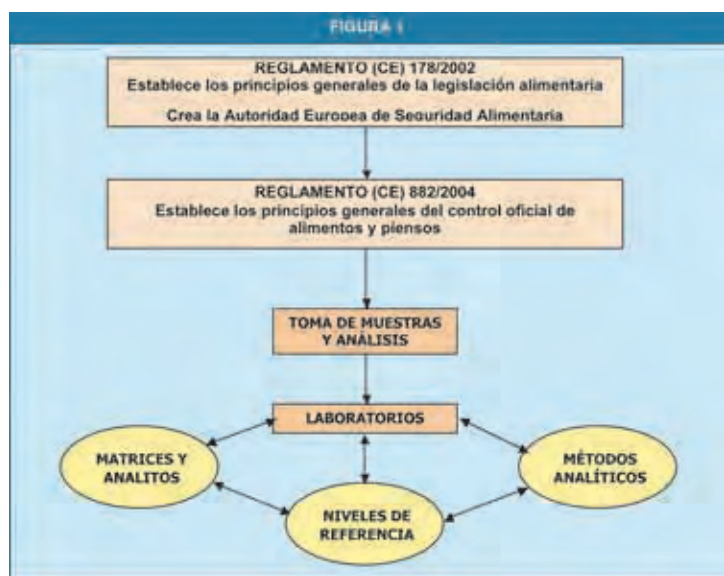 FIGURA 1
REGLAMENTO (CE) 178/2002
Establece los principios generales de la legislación alimentaria
Crea la Autoridad Europea de Seguridad Alimentaria
REGLAMENTO (CE) 882/2004
Establece los principios generales del control oficial de
alimentos y piensos
TOMA DE MUESTRAS
Y ANÁLISIS
LABORATORIOS
MATRICES Y
ANALITOS
MÉTODOS
ANALÍTICOS
NIVELES DE
REFERENCIA